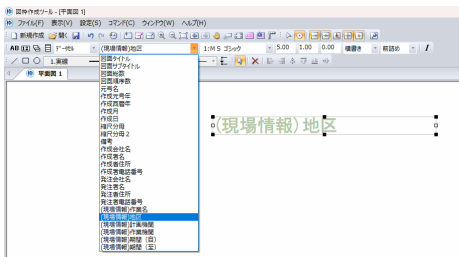 図枠作成ツール - [平面図 1]
ファイル(F) 表示(V) 設定(S) コマンド(C) ウィンドウ(W) ヘルプ(H)
新規作成 開く
データ化 (現場情報)地区 1:MS ゴシック 5.00 1.00 0.00 横書き 前詰め I
1.実線
平面図 1
図面タイトル
図面サブタイトル
図面総数
図面順序数
元号名
作成元号年
作成西暦年
作成月
作成日
縮尺分母
縮尺分母2
備考
作成会社名
作成者名
作成者住所
作成者電話番号
発注会社名
発注者名
発注者住所
発注者電話番号
(現場情報)作業名
(現場情報)地区
(現場情報)計画機関
(現場情報)作業機関
(現場情報)期間(自)
(現場情報)期間(至)
(現場情報)地区